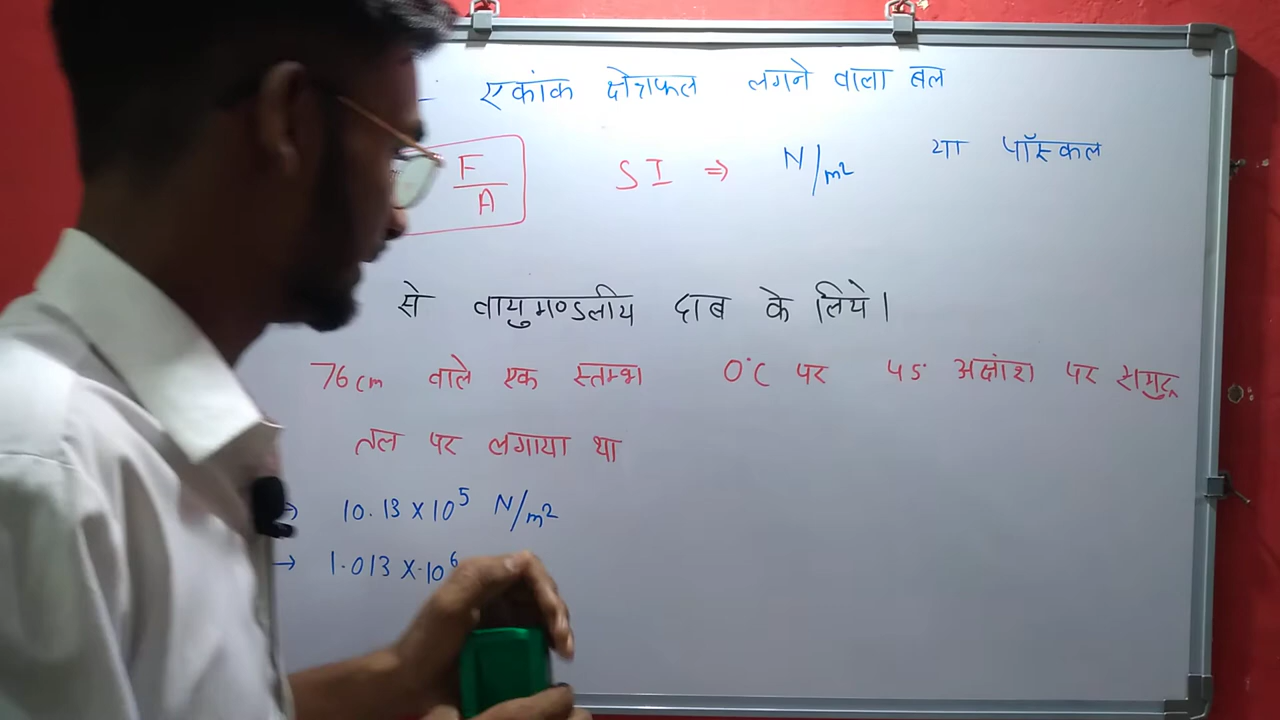 एकांक क्षेत्रफल लगने वाला बल
F/A SI ⇒ N/m² या पॉस्कल
से वायुमण्डलीय दाब के लिये।
76cm वाले एक स्तम्भ 0°C पर 45° अक्षांश पर समुद्र
तल पर लगाया था
→ 10.13 X 10⁵ N/m²
→ 1.013 X 10⁶